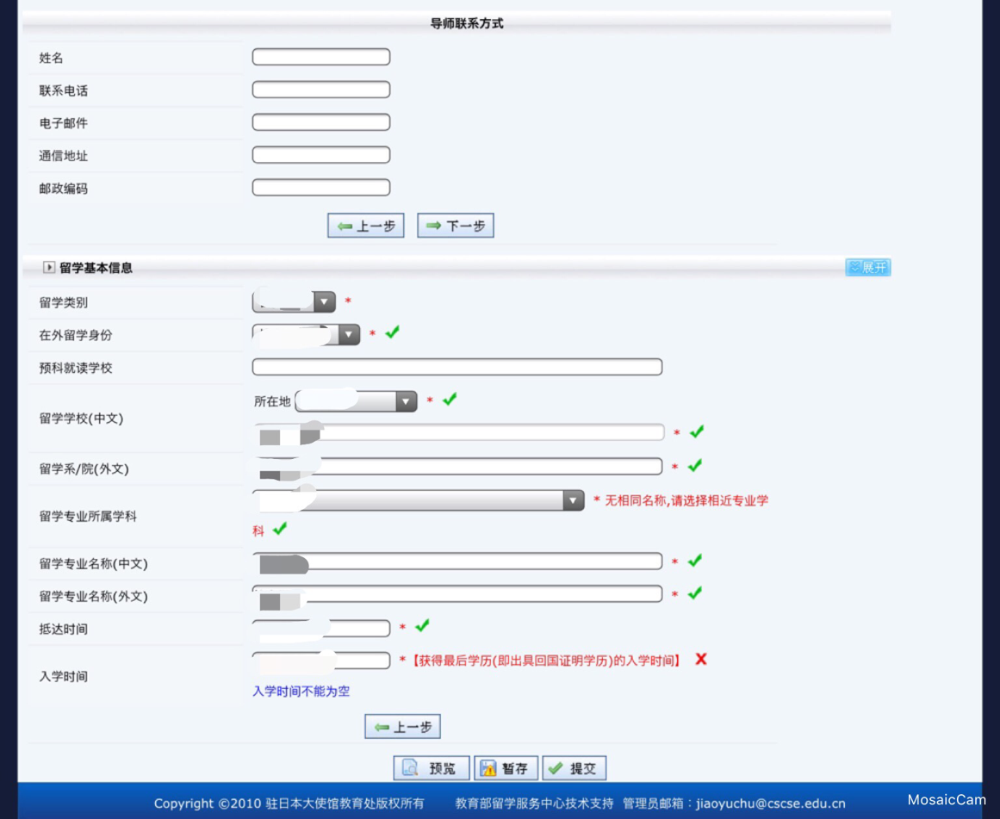 导师联系方式
姓名
联系电话
电子邮件
通信地址
邮政编码
上一步 下一步
留学基本信息 展开
留学类别 *
在外留学身份 *
预科就读学校
所在地 *
留学学校(中文)
*
留学系/院(外文) *
* 无相同名称,请选择相近专业学
留学专业所属学科
科
留学专业名称(中文) *
留学专业名称(外文) *
抵达时间 *
*【获得最后学历(即出具回国证明学历)的入学时间】 X
入学时间
入学时间不能为空
上一步
预览 暂存 提交
Copyright ©2010 驻日本大使馆教育处版权所有 教育部留学服务中心技术支持 管理员邮箱：jiaoyuchu@cscse.edu.cn
MosaicCam